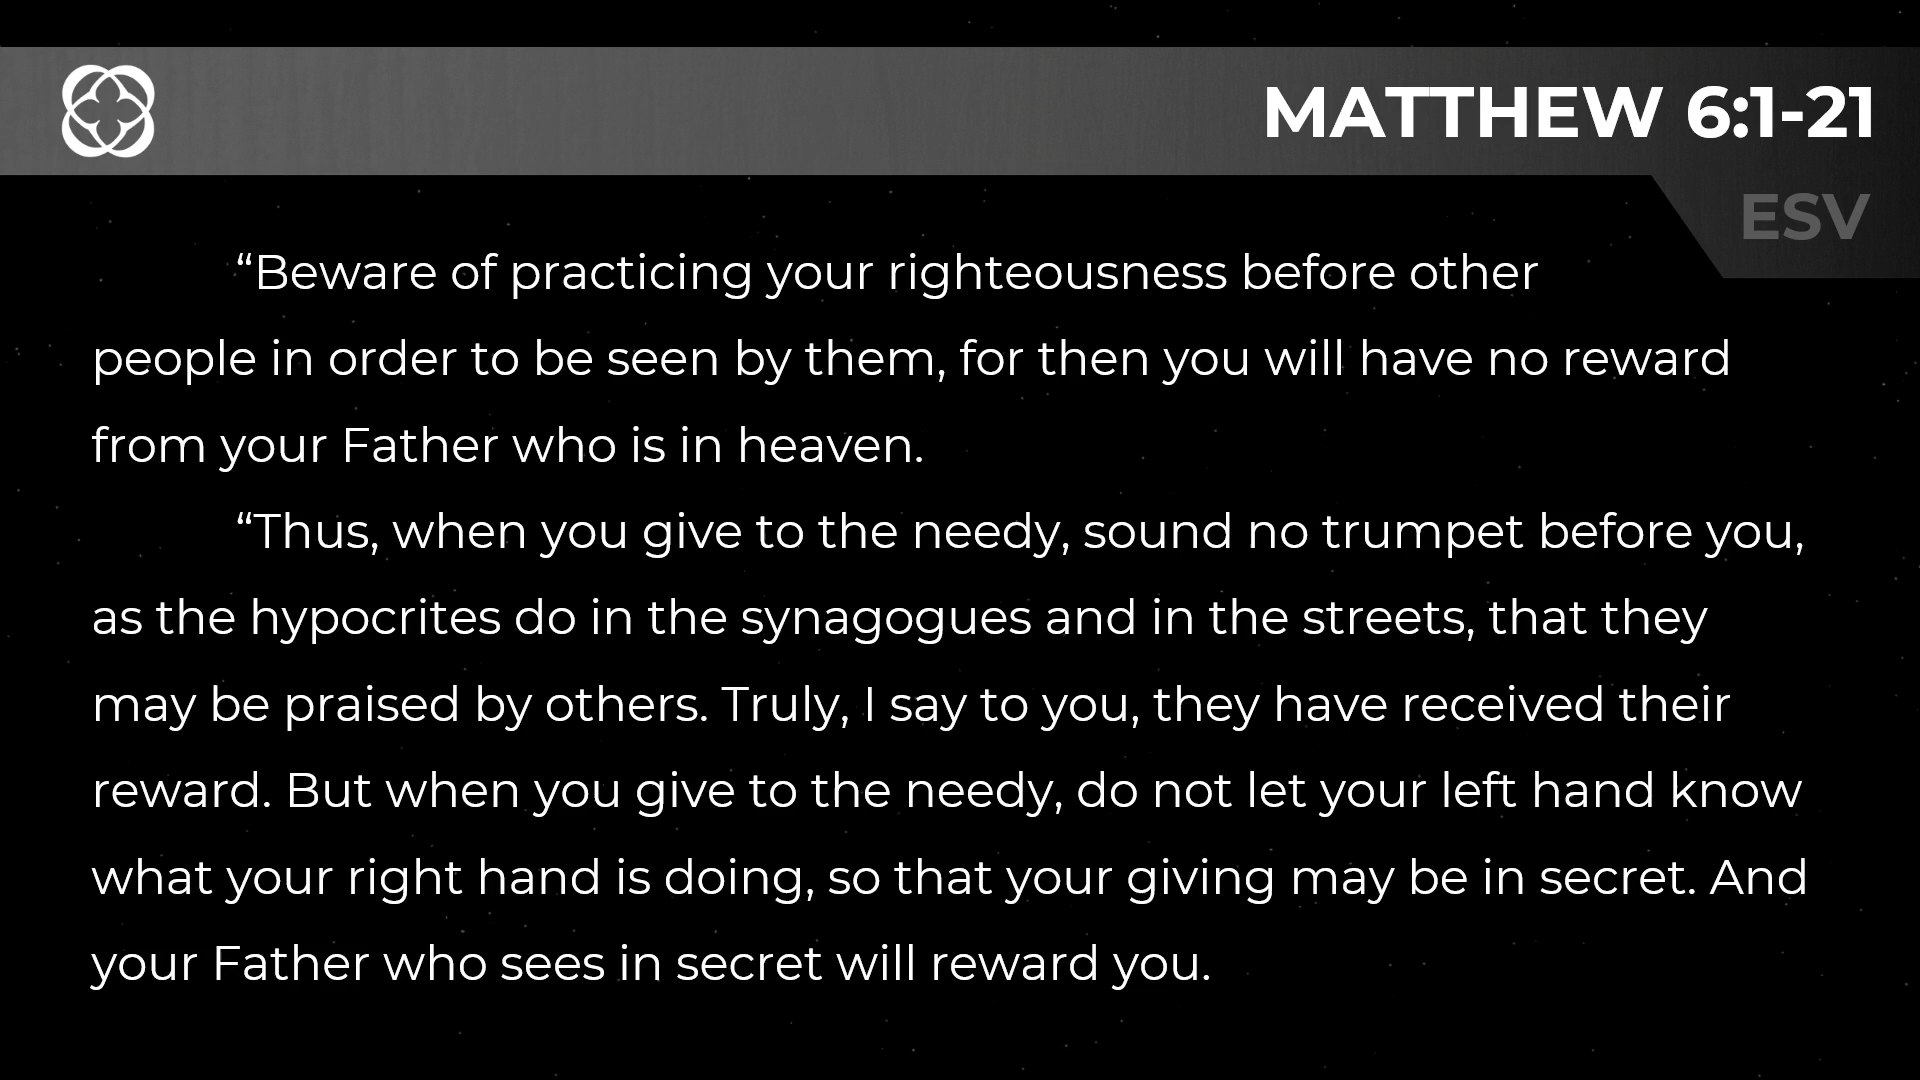 MATTHEW 6:1-21
ESV
“Beware of practicing your righteousness before other
people in order to be seen by them, for then you will have no reward
from your Father who is in heaven.
“Thus, when you give to the needy, sound no trumpet before you,
as the hypocrites do in the synagogues and in the streets, that they
may be praised by others. Truly, I say to you, they have received their
reward. But when you give to the needy, do not let your left hand know
what your right hand is doing, so that your giving may be in secret. And
your Father who sees in secret will reward you.